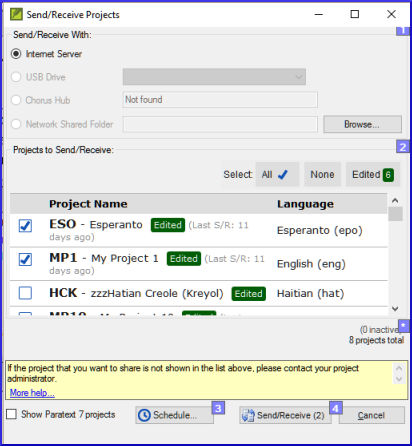 Send/Receive Projects
1
Send/Receive With:
Internet Server
USB Drive
Chorus Hub Not found
Network Shared Folder Browse...
2
Projects to Send/Receive:
Select: All None Edited 6
Project Name Language
ESO - Esperanto Edited (Last S/R: 11
days ago) Esperanto (epo)
MP1 - My Project 1 Edited (Last S/R: 11
days ago) English (eng)
HCK - zzzHatian Creole (Kreyol) Edited Haitian (hat)
*
(0 inactive)
8 projects total
If the project that you want to share is not shown in the list above, please contact your project
administrator.
More help...
Show Paratext 7 projects Schedule... 3 Send/Receive (2) 4 Cancel